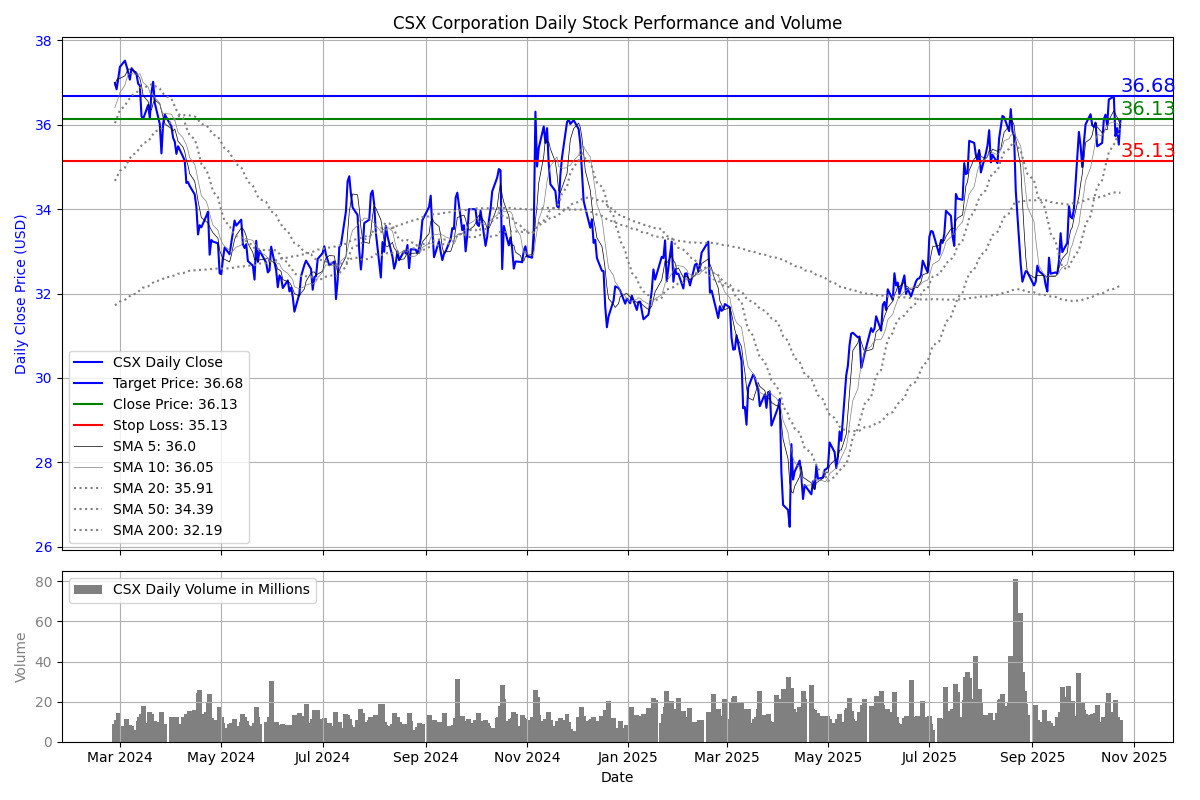 CSX Corporation Daily Stock Performance and Volume
38
36
34
32
30
28
26
Daily Close Price (USD)
36.68
36.13
35.13
CSX Daily Close
Target Price: 36.68
Close Price: 36.13
Stop Loss: 35.13
SMA 5: 36.0
SMA 10: 36.05
SMA 20: 35.91
SMA 50: 34.39
SMA 200: 32.19
80
60
40
20
0
Volume
CSX Daily Volume in Millions
Mar 2024 May 2024 Jul 2024 Sep 2024 Nov 2024 Jan 2025 Mar 2025 May 2025 Jul 2025 Sep 2025 Nov 2025
Date